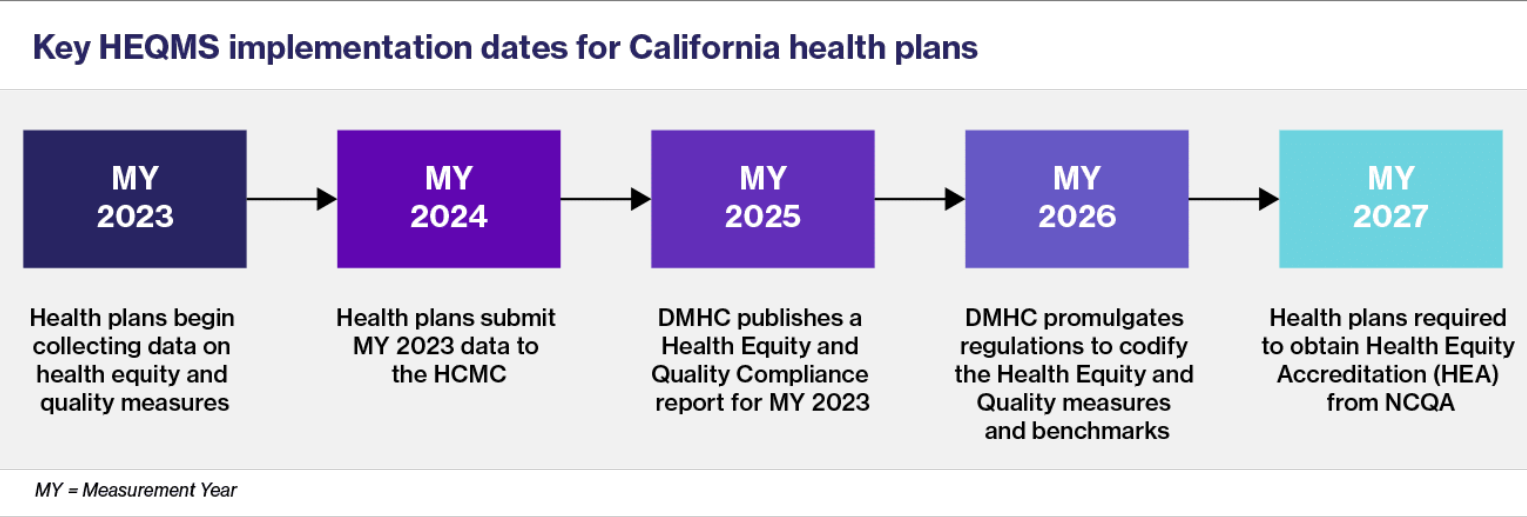 Key HEQMS implementation dates for California health plans
MY
2023
MY
2024
MY
2025
MY
2026
MY
2027
Health plans begin
collecting data on
health equity and
quality measures
Health plans submit
MY 2023 data to
the HCMC
DMHC publishes a
Health Equity and
Quality Compliance
report for MY 2023
DMHC promulgates
regulations to codify
the Health Equity and
Quality measures
and benchmarks
Health plans required
to obtain Health Equity
Accreditation (HEA)
from NCQA
MY = Measurement Year